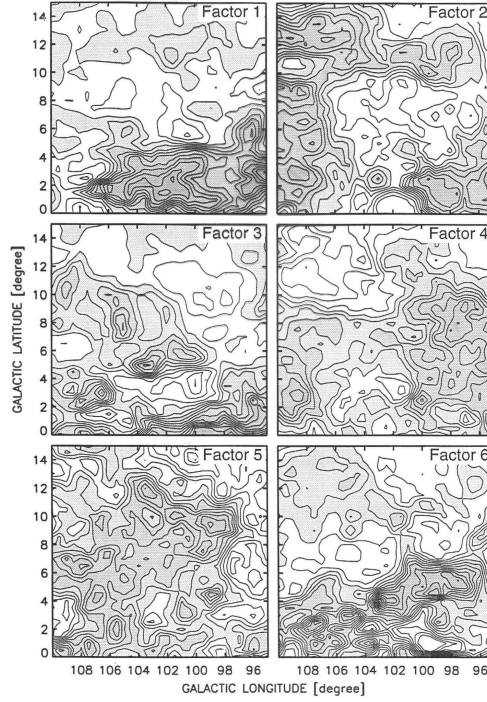 Factor 1
Factor 2
14
12
10
8
6
4
2
0
Factor 3
Factor 4
14
12
10
8
6
4
2
0
Factor 5
Factor 6
14
12
10
8
6
4
2
0
108 106 104 102 100 98 96 108 106 104 102 100 98 96
GALACTIC LATITUDE [degree]
GALACTIC LONGITUDE [degree]